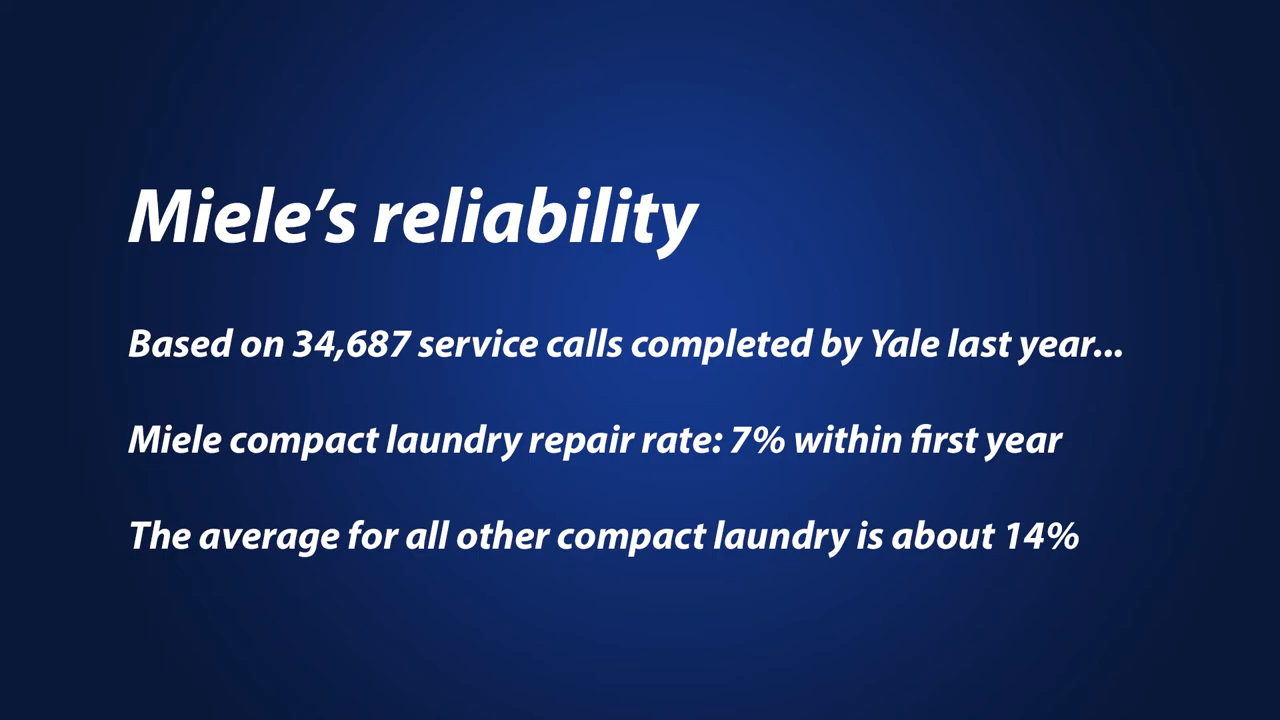 Miele’s reliability
Based on 34,687 service calls completed by Yale last year...
Miele compact laundry repair rate: 7% within first year
The average for all other compact laundry is about 14%